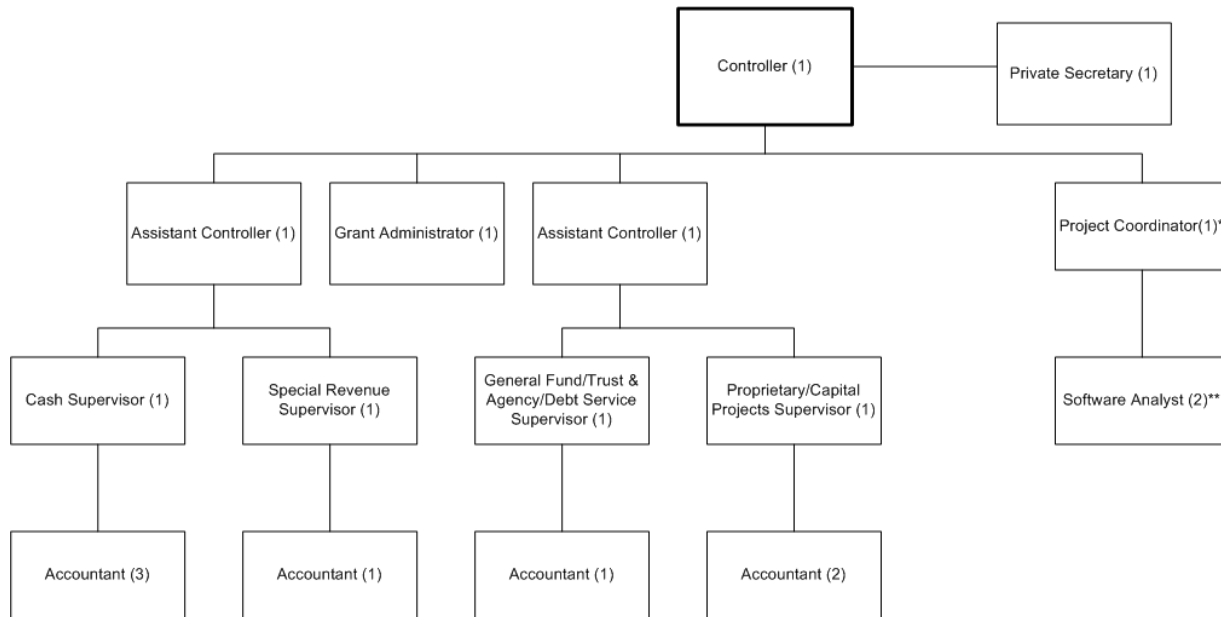 Controller (1)
Private Secretary (1)
Assistant Controller (1)
Grant Administrator (1)
Assistant Controller (1)
Project Coordinator(1)*
Cash Supervisor (1)
Special Revenue
Supervisor (1)
General Fund/Trust &
Agency/Debt Service
Supervisor (1)
Proprietary/Capital
Projects Supervisor (1)
Software Analyst (2)**
Accountant (3)
Accountant (1)
Accountant (1)
Accountant (2)